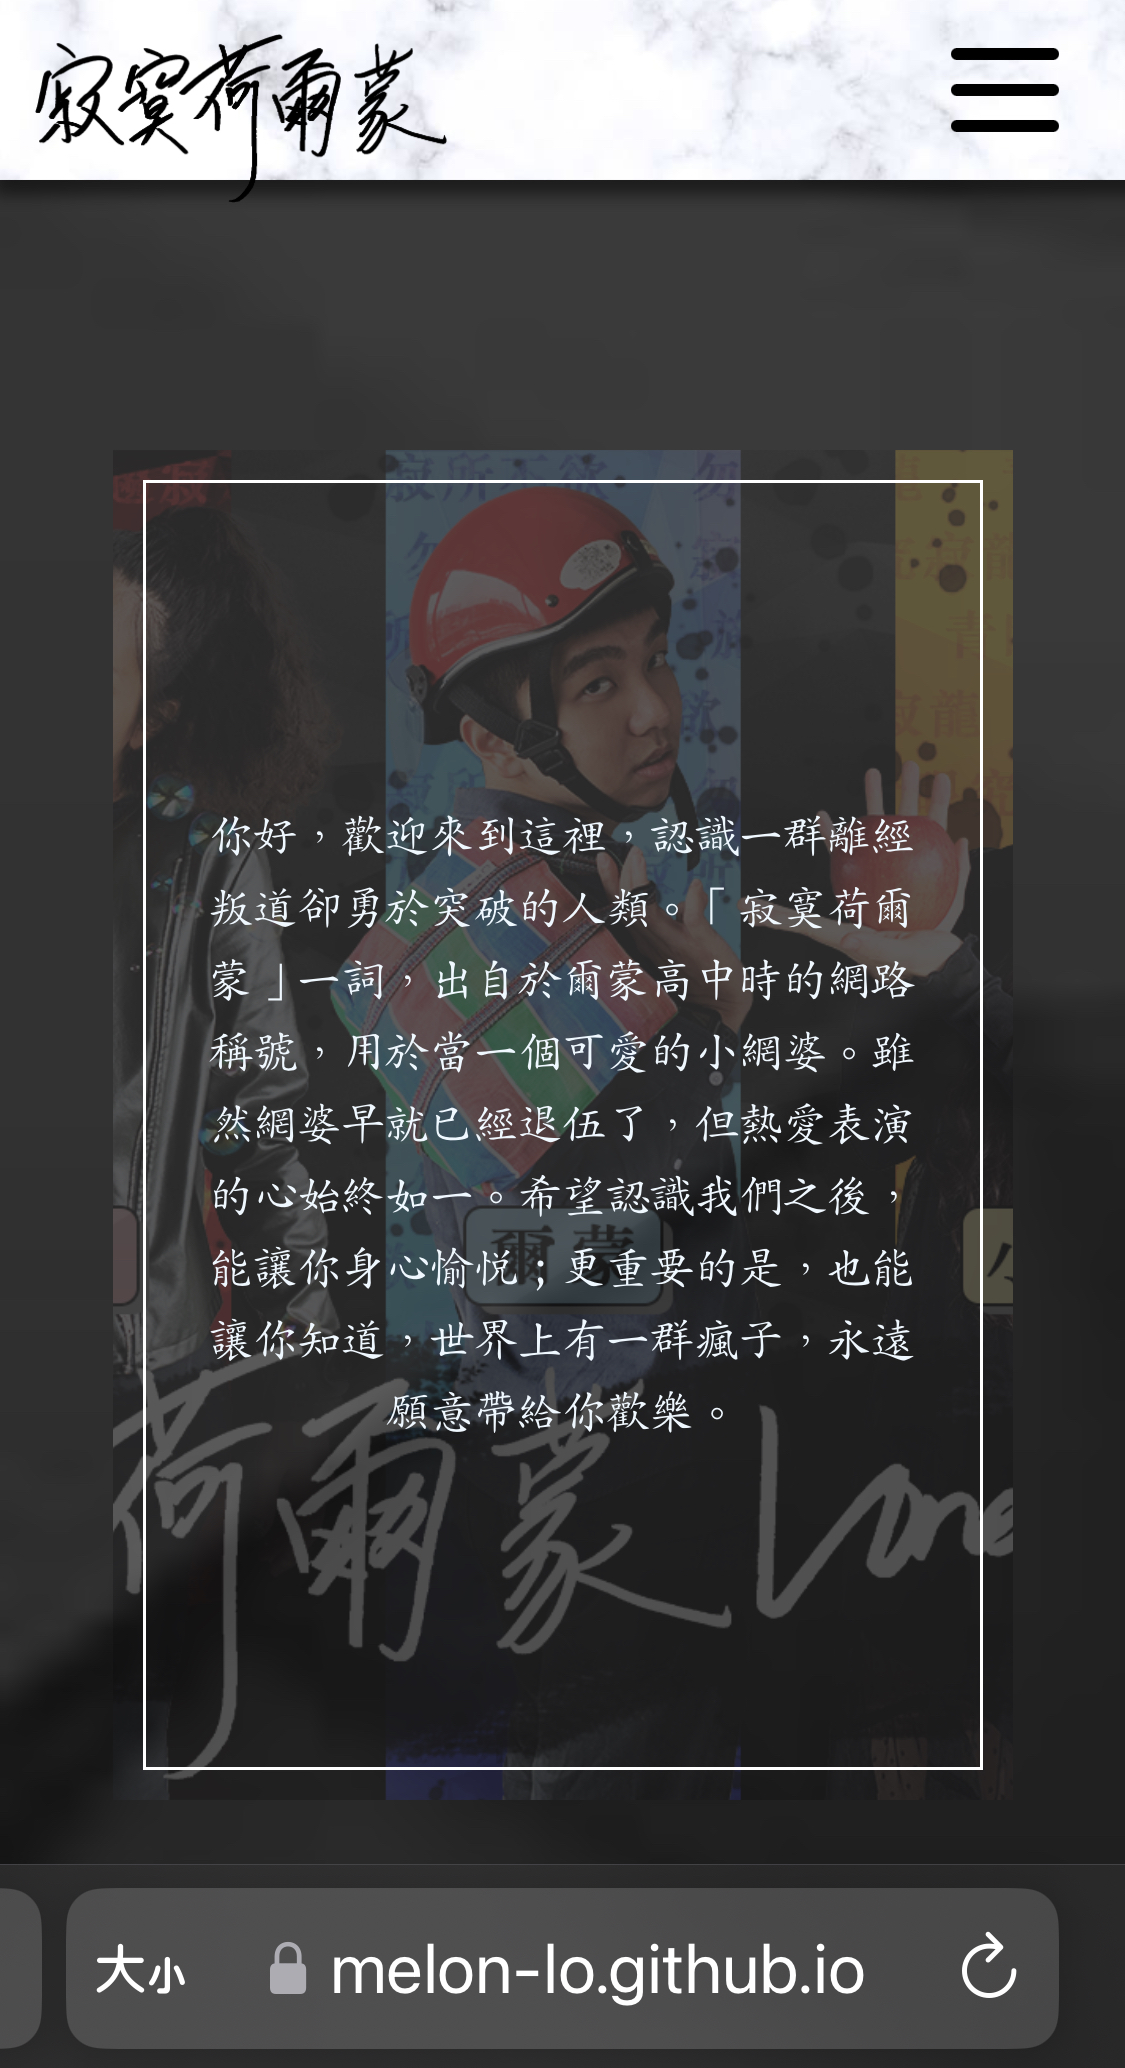 寂寞荷爾蒙
你好，歡迎來到這裡，認識一群離經
叛道卻勇於突破的人類。「寂寞荷爾
蒙」一詞，出自於爾蒙高中時的網路
稱號，用於當一個可愛的小網婆。雖
然網婆早就已經退伍了，但熱愛表演
的心始終如一。希望認識我們之後，
能讓你身心愉悅；更重要的是，也能
讓你知道，世界上有一群瘋子，永遠
願意帶給你歡樂。
爾蒙
荷爾蒙 Lone
大小
melon-lo.github.io